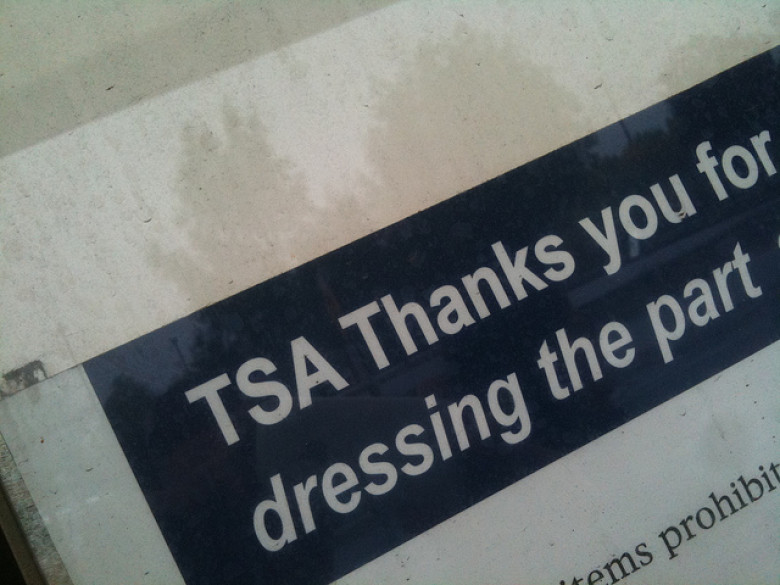 TSA Thanks you for
dressing the part
items prohibit